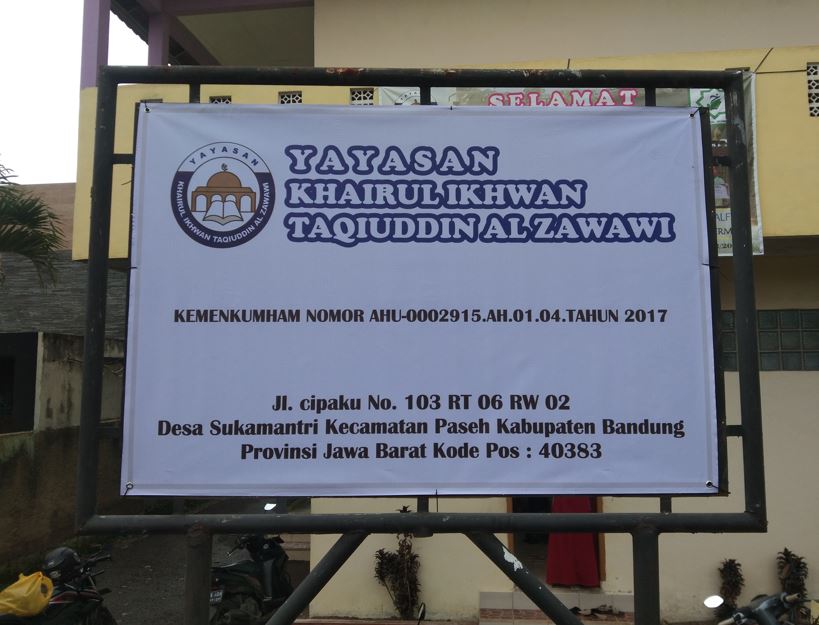 SELAMAT
YAYASAN
KHAIRUL IKHWAN TAQIUDDIN AL ZAWAWI
YAYASAN
KHAIRUL IKHWAN
TAQIUDDIN AL ZAWAWI
KEMENKUMHAM NOMOR AHU-0002915.AH.01.04.TAHUN 2017
Jl. cipaku No. 103 RT 06 RW 02
Desa Sukamantri Kecamatan Paseh Kabupaten Bandung
Provinsi Jawa Barat Kode Pos : 40383